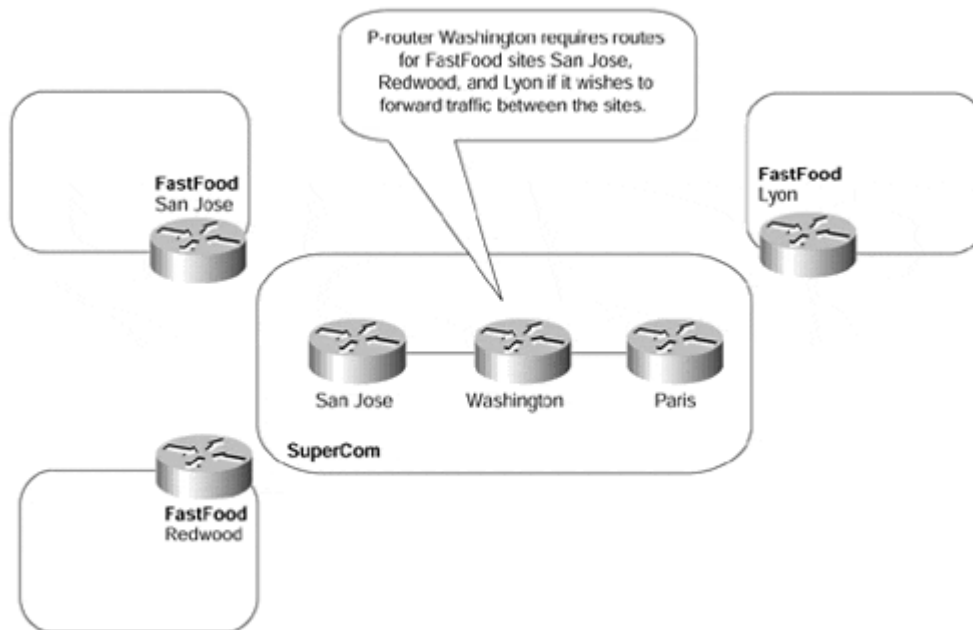 P-router Washington requires routes
for FastFood sites San Jose,
Redwood, and Lyon if it wishes to
forward traffic between the sites.
FastFood
San Jose
FastFood
Lyon
San Jose
Washington
Paris
SuperCom
FastFood
Redwood